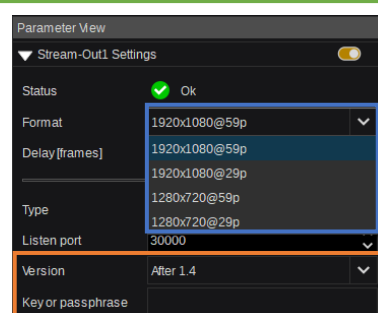 Parameter View
Stream-Out1 Settings
Status Ok
Format 1920x1080@59p
Delay[frames] 1920x1080@59p
1920x1080@29p
1280x720@59p
Type
1280x720@29p
Listen port 30000
Version After 1.4
Key or passphrase